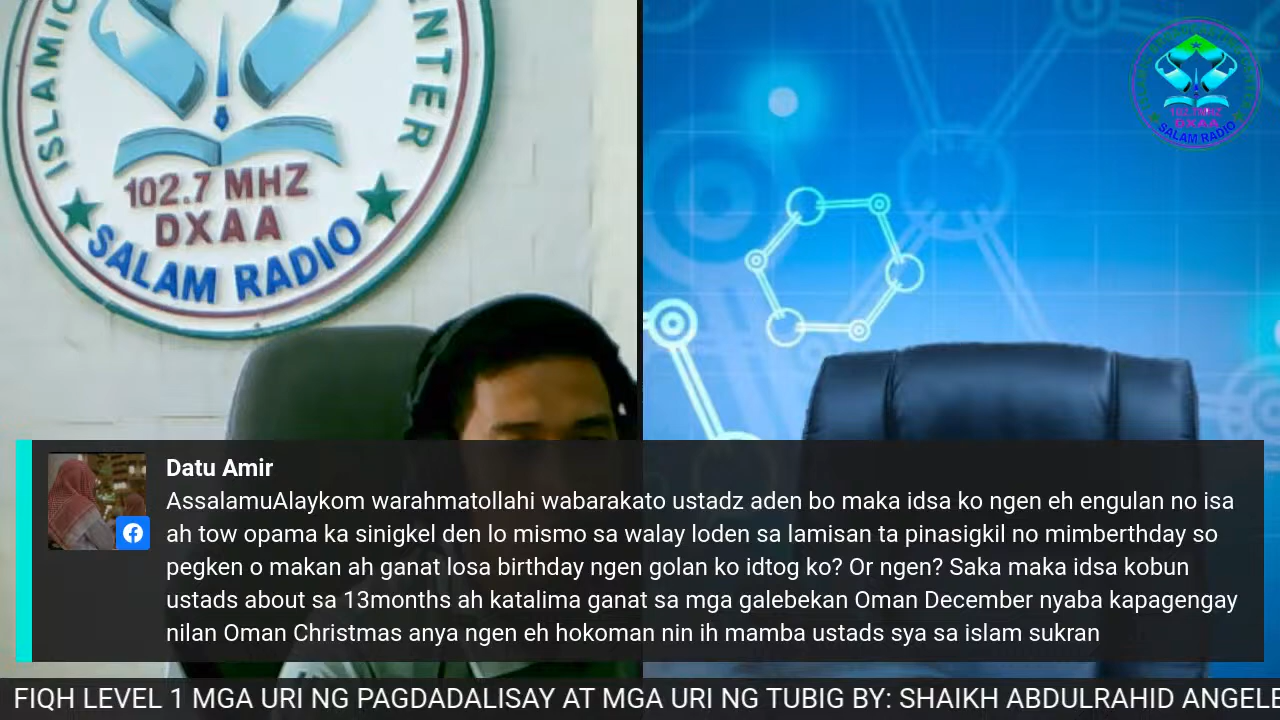 ISLAMIC
ENTER
102.7 MHZ
DXAA
SALAM RADIO
102.7MHZ
DXAA
SALAM RADIO
Datu Amir
AssalamuAlaykom warahmatollahi wabarakato ustadz aden bo maka idsa ko ngen eh engulan no isa
ah tow opama ka sinigkel den lo mismo sa walay loden sa lamisan ta pinasigkil no mimberthday so
pegken o makan ah ganat losa birthday ngen golan ko idtog ko? Or ngen? Saka maka idsa kobun
ustads about sa 13months ah katalima ganat sa mga galebekan Oman December nyaba kapagengay
nilan Oman Christmas anya ngen eh hokoman nin ih mamba ustads sya sa islam sukran
FIQH LEVEL 1 MGA URI NG PAGDADALISAY AT MGA URI NG TUBIG BY: SHAIKH ABDULRAHID ANGELE